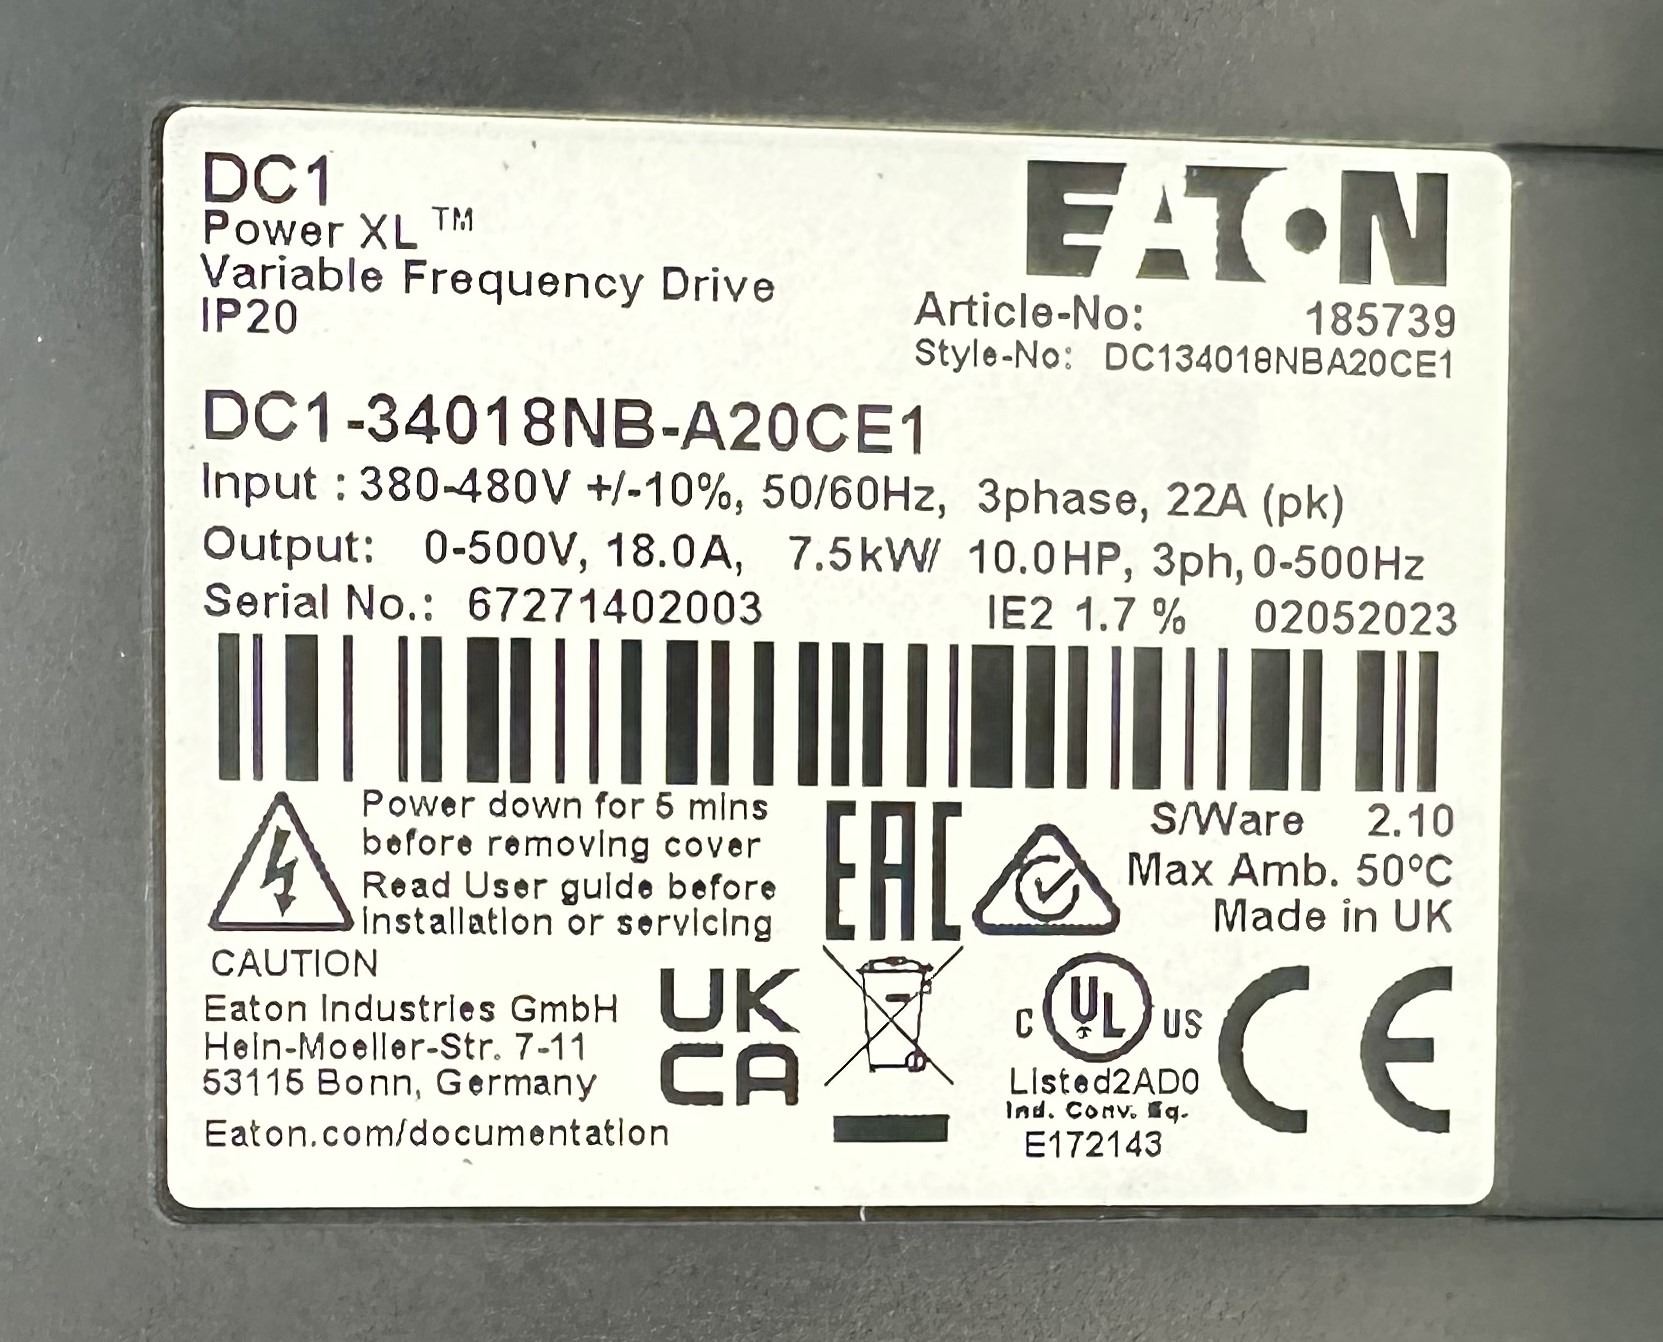 DC1
Power XL™
Variable Frequency Drive
IP20
EATON
Article-No: 185739
Style-No: DC134018NBA20CE1
DC1-34018NB-A20CE1
Input : 380-480V +/-10%, 50/60Hz, 3phase, 22A (pk)
Output: 0-500V, 18.0A, 7.5kW/ 10.0HP, 3ph, 0-500Hz
Serial No.: 67271402003 IE2 1.7 % 02052023
Power down for 5 mins
before removing cover
Read User guide before
installation or servicing
CAUTION
EAC
S/Ware 2.10
Max Amb. 50°C
Made in UK
Eaton Industries GmbH
Hein-Moeller-Str. 7-11
53115 Bonn, Germany
Eaton.com/documentation
UK
CA
C UL US
Listed2AD0
Ind. Conv. Eq.
E172143
CE